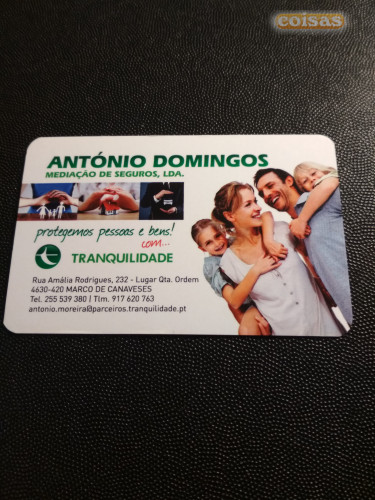 coisas
ANTÓNIO DOMINGOS
MEDIAÇÃO DE SEGUROS, LDA.
protegemos pessoas e bens!
com...
TRANQUILIDADE
Rua Amália Rodrigues, 232 - Lugar Qta. Ordem
4630-420 MARCO DE CANAVESES
Tel. 255 539 380 | Tlm. 917 620 763
antonio.moreira@parceiros.tranquilidade.pt